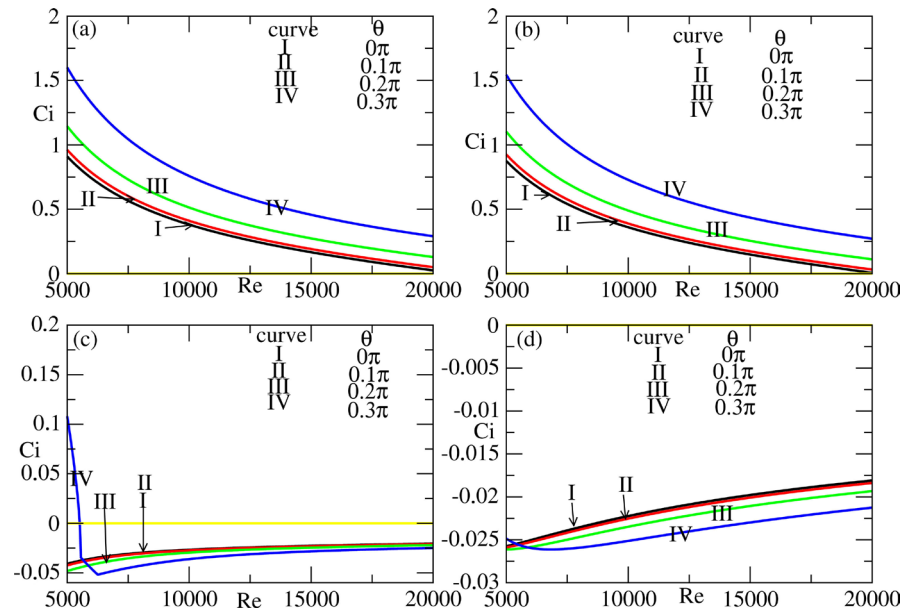 (a) curve θ
I 0π
II 0.1π
III 0.2π
IV 0.3π
2
1.5
Ci
1
0.5
0
III
II
I
IV
5000 10000 15000 20000
Re
(b) curve θ
I 0π
II 0.1π
III 0.2π
IV 0.3π
2
1.5
Ci
1
0.5
0
I
II
IV
III
5000 10000 15000 20000
Re
(c) curve θ
I 0π
II 0.1π
III 0.2π
IV 0.3π
0.2
0.15
0.1
Ci
0.05
0
-0.05
IV
III
II
I
5000 10000 15000 20000
Re
(d) curve θ
I 0π
II 0.1π
III 0.2π
IV 0.3π
0
-0.005
-0.01
Ci
-0.015
-0.02
-0.025
-0.03
I
II
III
IV
5000 10000 15000 20000
Re